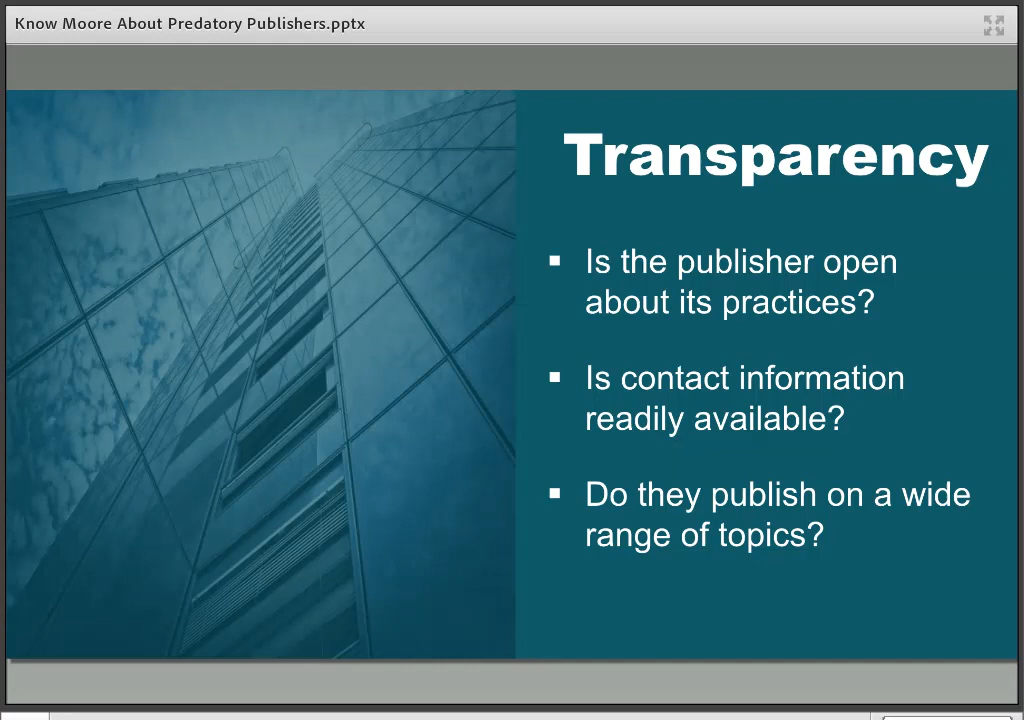 Know Moore About Predatory Publishers.pptx
Transparency
▪ Is the publisher open
about its practices?
▪ Is contact information
readily available?
▪ Do they publish on a wide
range of topics?